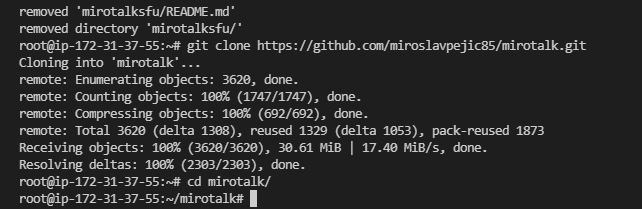 removed 'mirotalksfu/README.md'
removed directory 'mirotalksfu/'
root@ip-172-31-37-55:~# git clone https://github.com/miroslavpejic85/mirotalk.git
Cloning into 'mirotalk'...
remote: Enumerating objects: 3620, done.
remote: Counting objects: 100% (1747/1747), done.
remote: Compressing objects: 100% (692/692), done.
remote: Total 3620 (delta 1308), reused 1329 (delta 1053), pack-reused 1873
Receiving objects: 100% (3620/3620), 30.61 MiB | 17.40 MiB/s, done.
Resolving deltas: 100% (2303/2303), done.
root@ip-172-31-37-55:~# cd mirotalk/
root@ip-172-31-37-55:~/mirotalk#